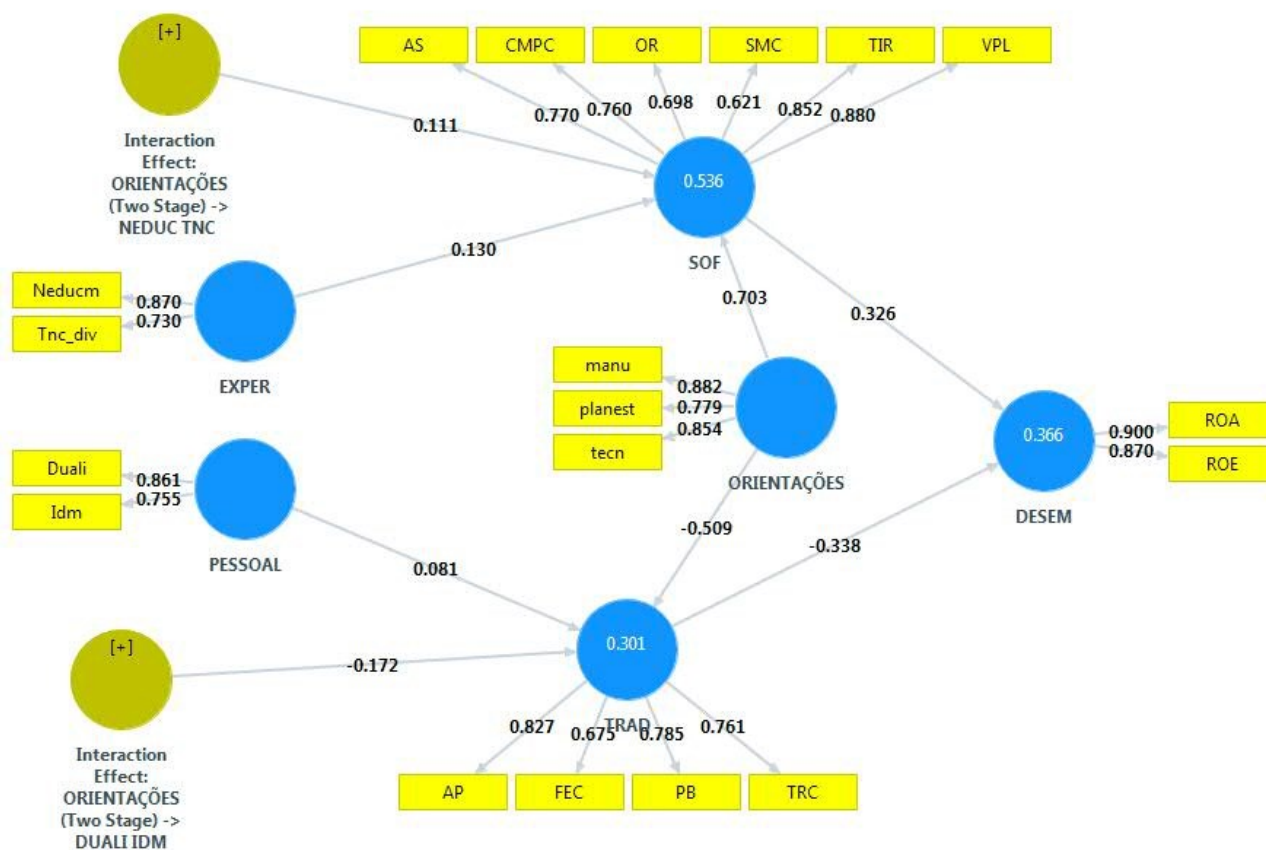 [+]
AS
CMPC
OR
SMC
TIR
VPL
0.770
0.760
0.698
0.621
0.852
0.880
0.111
Interaction
Effect:
ORIENTAÇÕES
(Two Stage) ->
NEDUC TNC
0.536
SOF
0.130
0.703
0.326
Neducm
0.870
Tnc_div
0.730
EXPER
manu
0.882
planest
0.779
tecn
0.854
ORIENTAÇÕES
0.366
DESEM
0.900
ROA
0.870
ROE
Duali
0.861
Idm
0.755
PESSOAL
0.081
-0.509
-0.338
[+]
-0.172
Interaction
Effect:
ORIENTAÇÕES
(Two Stage) ->
DUALI IDM
0.301
TRAD
0.827
0.675
0.785
0.761
AP
FEC
PB
TRC